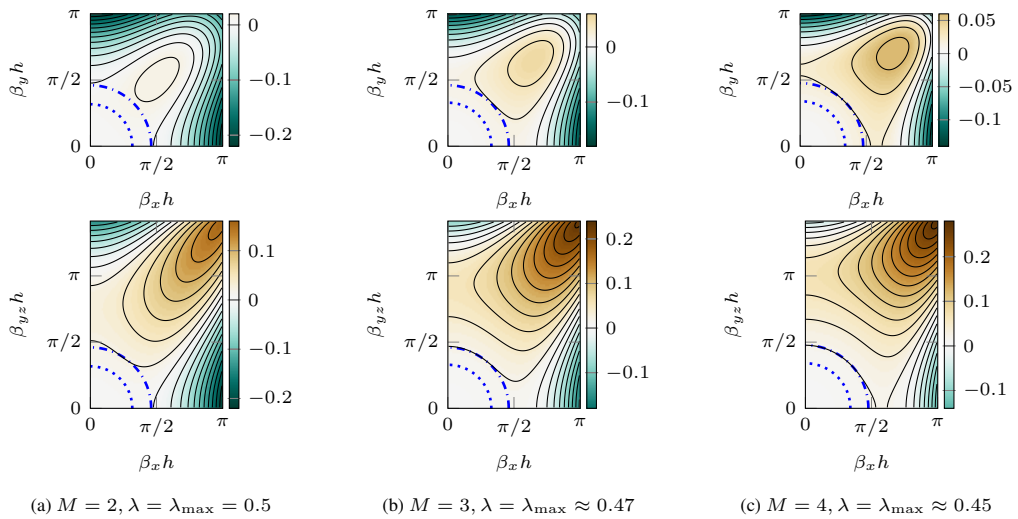 π
π/2
0
0
π/2
π
β_y h
β_x h
0
−0.1
−0.2
π
π/2
0
0
π/2
π
β_y h
β_x h
0
−0.1
π
π/2
0
0
π/2
π
β_y h
β_x h
0.05
0
−0.05
−0.1
π
π/2
0
0
π/2
π
β_yz h
β_x h
0.1
0
−0.1
−0.2
π
π/2
0
0
π/2
π
β_yz h
β_x h
0.2
0.1
0
−0.1
π
π/2
0
0
π/2
π
β_yz h
β_x h
0.2
0.1
0
−0.1
(a) M = 2, λ = λ_max = 0.5
(b) M = 3, λ = λ_max ≈ 0.47
(c) M = 4, λ = λ_max ≈ 0.45